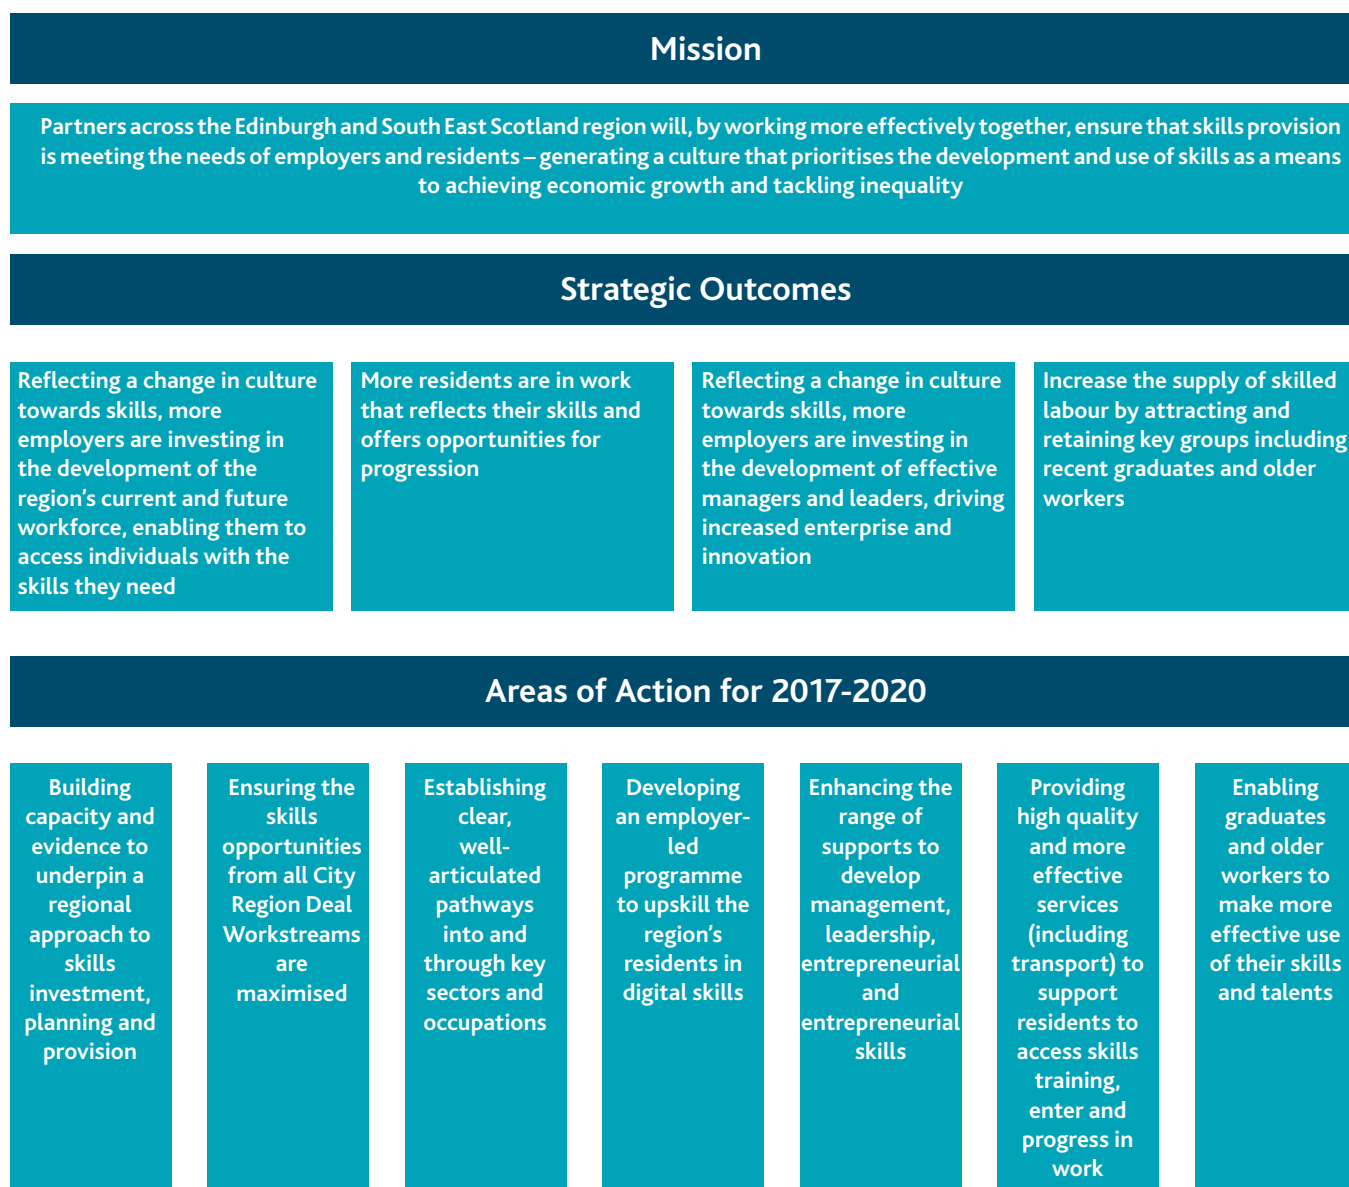 Mission
Partners across the Edinburgh and South East Scotland region will, by working more effectively together, ensure that skills provision
is meeting the needs of employers and residents – generating a culture that prioritises the development and use of skills as a means
to achieving economic growth and tackling inequality
Strategic Outcomes
Reflecting a change in culture
towards skills, more
employers are investing in
the development of the
region's current and future
workforce, enabling them to
access individuals with the
skills they need
More residents are in work
that reflects their skills and
offers opportunities for
progression
Reflecting a change in culture
towards skills, more
employers are investing in
the development of effective
managers and leaders, driving
increased enterprise and
innovation
Increase the supply of skilled
labour by attracting and
retaining key groups including
recent graduates and older
workers
Areas of Action for 2017-2020
Building
capacity and
evidence to
underpin a
regional
approach to
skills
investment,
planning and
provision
Ensuring the
skills
opportunities
from all City
Region Deal
Workstreams
are
maximised
Establishing
clear,
well-
articulated
pathways
into and
through key
sectors and
occupations
Developing
an employer-
led
programme
to upskill the
region's
residents in
digital skills
Enhancing the
range of
supports to
develop
management,
leadership,
entrepreneurial
and
entrepreneurial
skills
Providing
high quality
and more
effective
services
(including
transport) to
support
residents to
access skills
training,
enter and
progress in
work
Enabling
graduates
and older
workers to
make more
effective use
of their skills
and talents